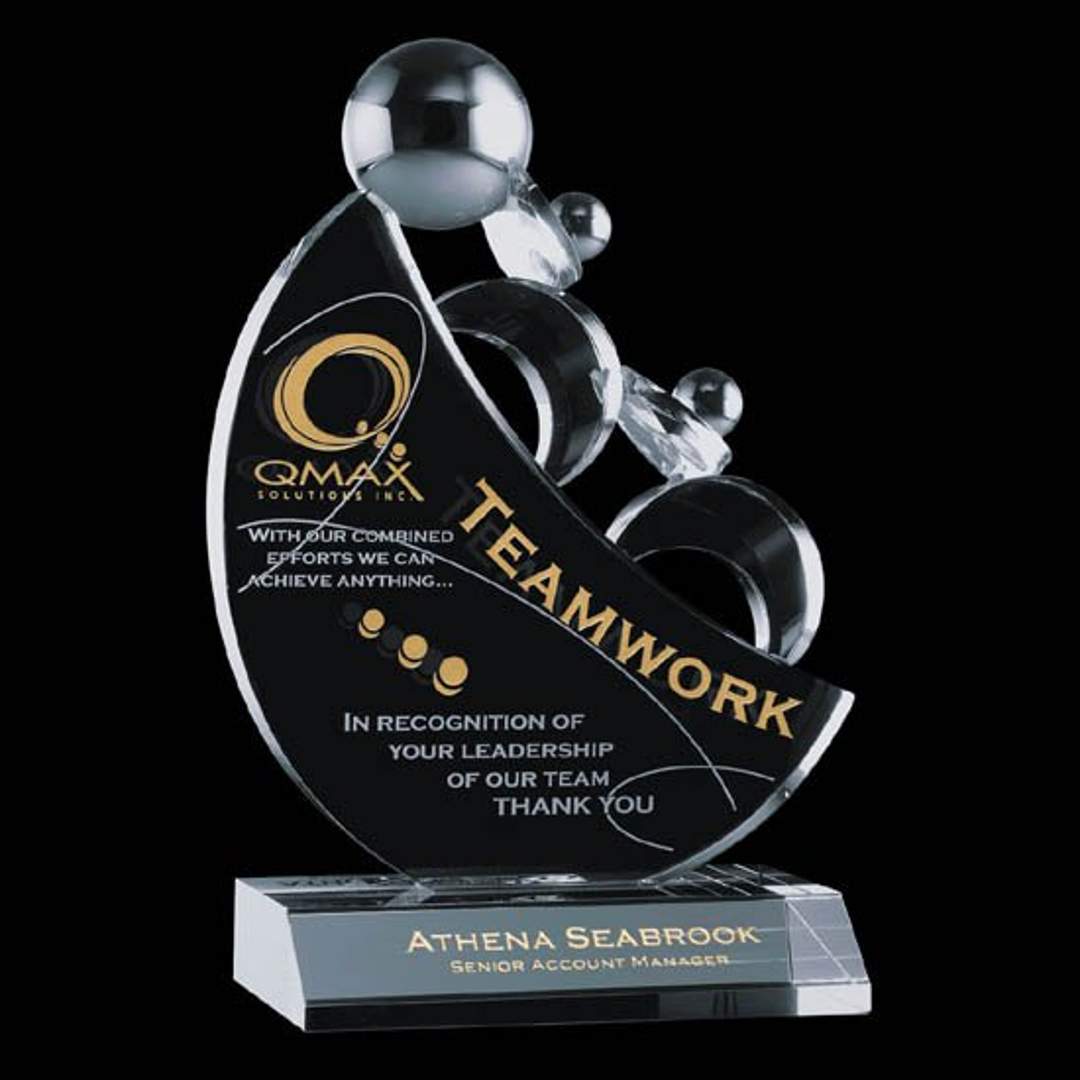 QMAX
SOLUTIONS INC.
WITH OUR COMBINED
EFFORTS WE CAN
ACHIEVE ANYTHING...
TEAMWORK
IN RECOGNITION OF
YOUR LEADERSHIP
OF OUR TEAM
THANK YOU
ATHENA SEABROOK
SENIOR ACCOUNT MANAGER